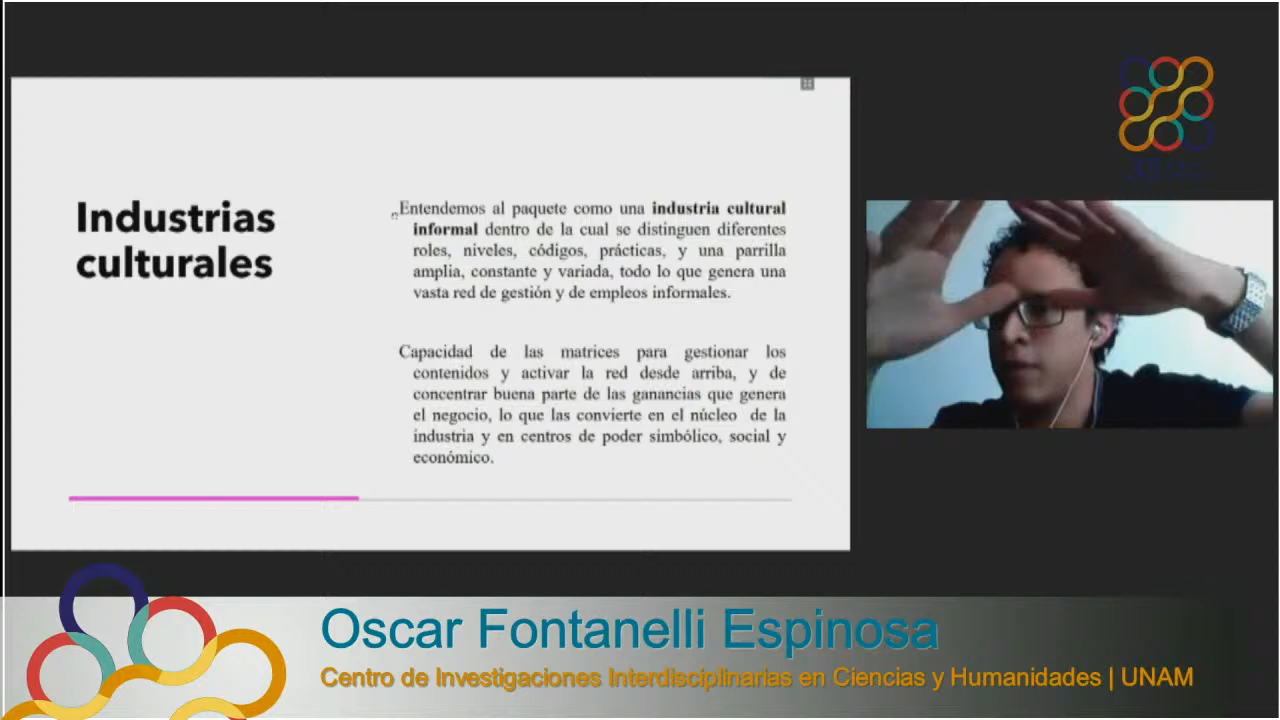 Industrias
culturales
Entendemos al paquete como una industria cultural
informal dentro de la cual se distinguen diferentes
roles, niveles, códigos, prácticas, y una parrilla
amplia, constante y variada, todo lo que genera una
vasta red de gestión y de empleos informales.
Capacidad de las matrices para gestionar los
contenidos y activar la red desde arriba, y de
concentrar buena parte de las ganancias que genera
el negocio, lo que las convierte en el núcleo de la
industria y en centros de poder simbólico, social y
económico.
Oscar Fontanelli Espinosa
Centro de Investigaciones Interdisciplinarias en Ciencias y Humanidades | UNAM